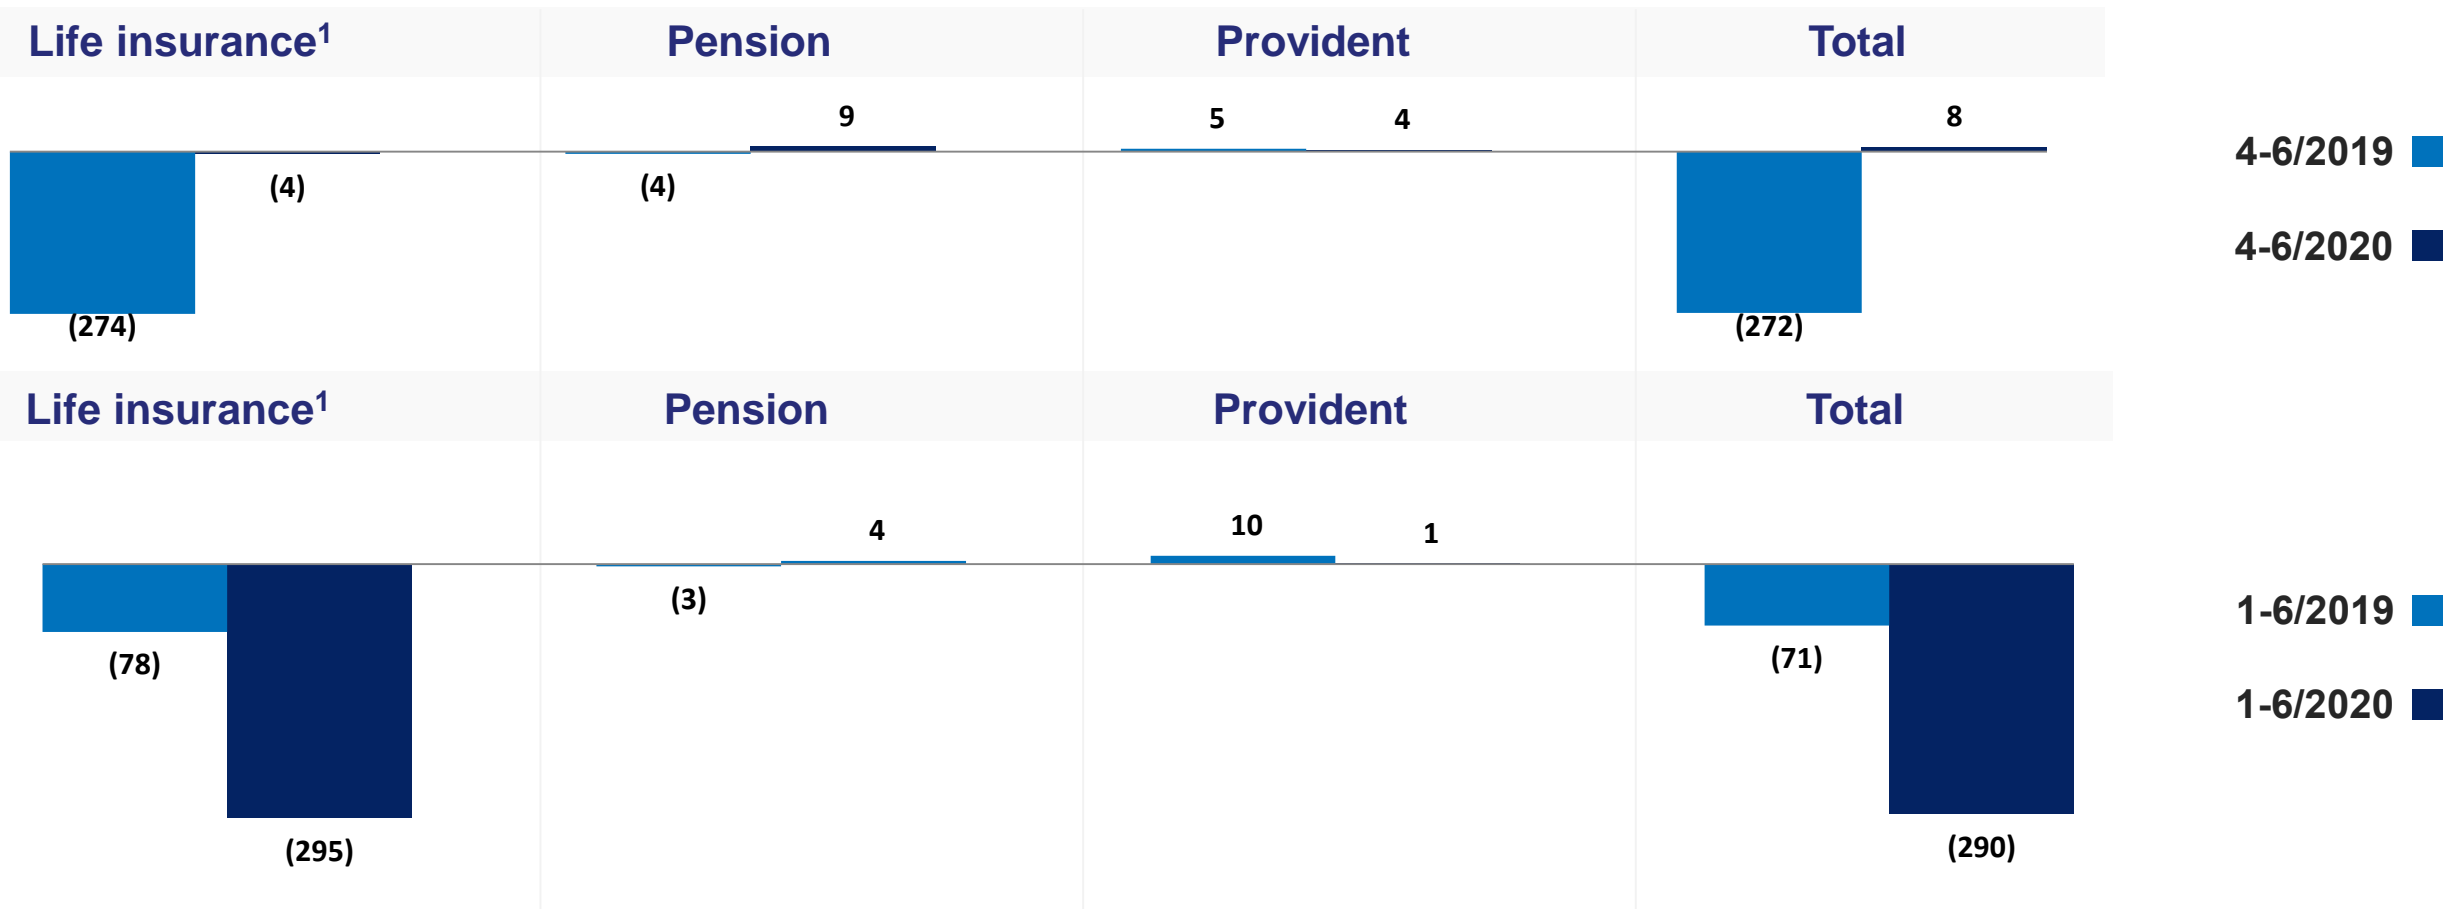 Life insurance¹ Pension Provident Total
9 5 4 8
(4) (4)
(274) (272)
4-6/2019
4-6/2020
Life insurance¹ Pension Provident Total
4 10 1
(3)
(78) (71)
(295) (290)
1-6/2019
1-6/2020